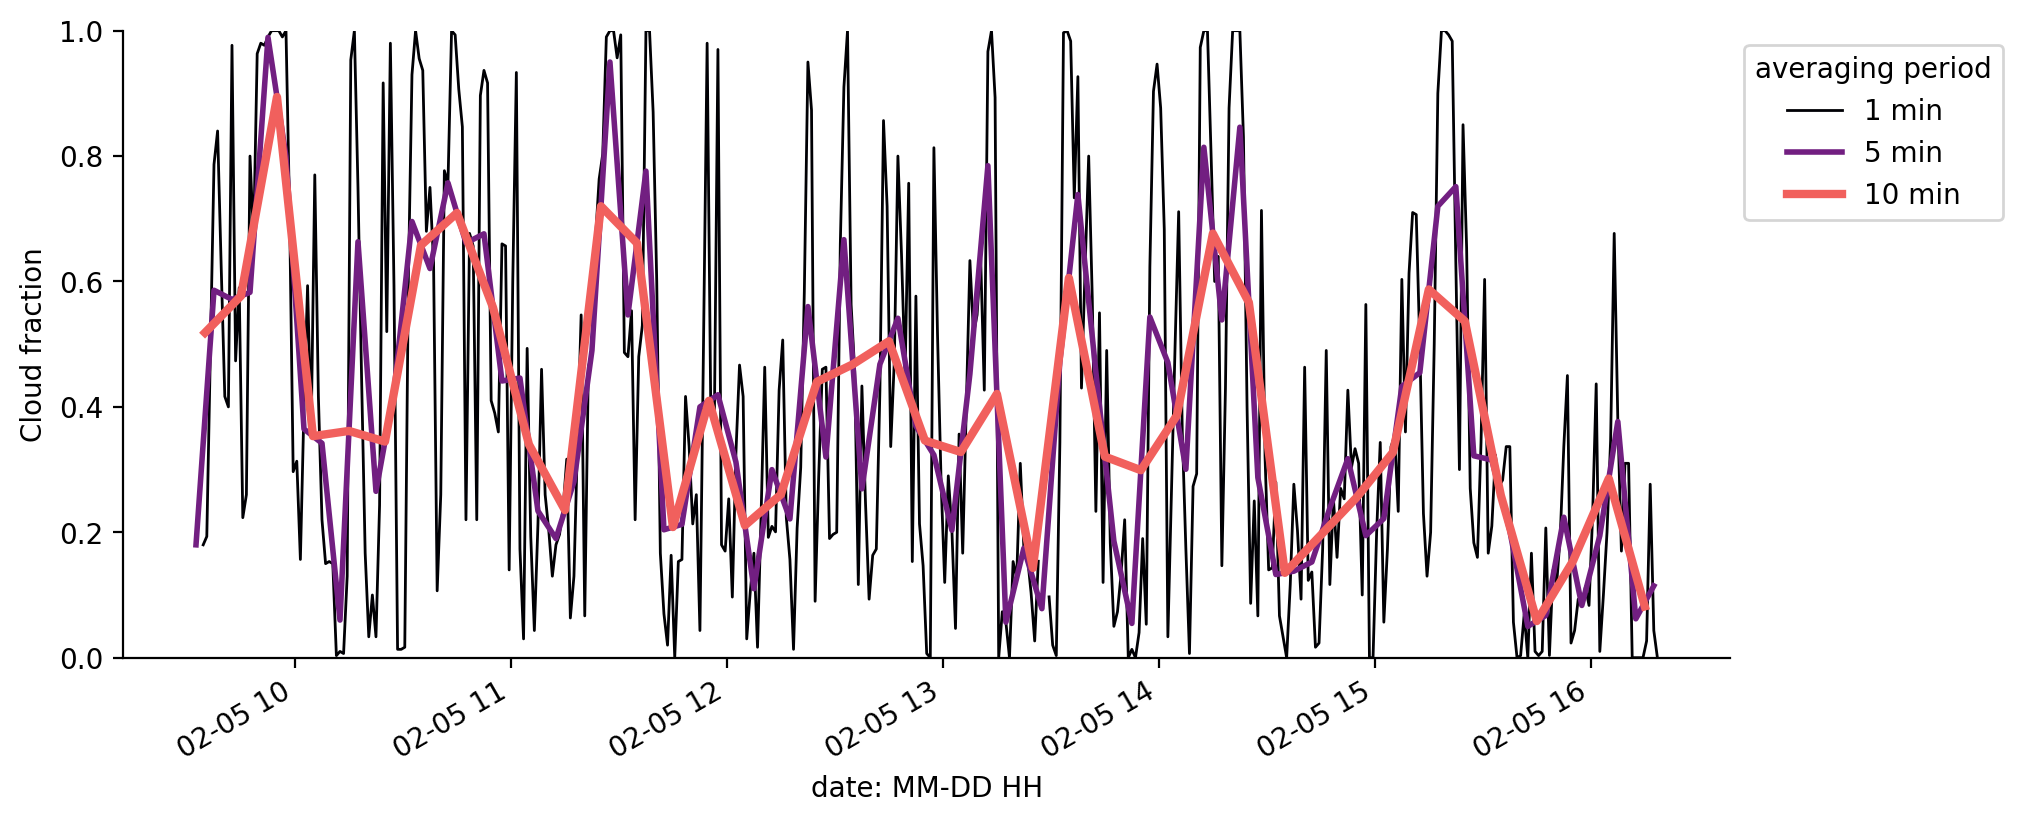 1.0
0.8
0.6
0.4
0.2
0.0
Cloud fraction
02-05 10
02-05 11
02-05 12
02-05 13
02-05 14
02-05 15
02-05 16
date: MM-DD HH
averaging period
1 min
5 min
10 min